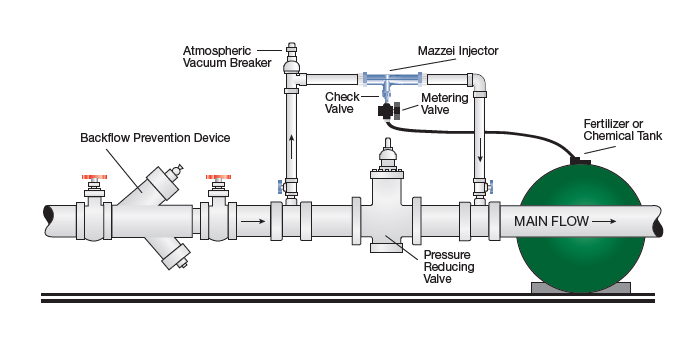 Atmospheric
Vacuum Breaker
Mazzei Injector
Check
Valve
Metering
Valve
Fertilizer or
Chemical Tank
Backflow Prevention Device
MAIN FLOW
Pressure
Reducing
Valve